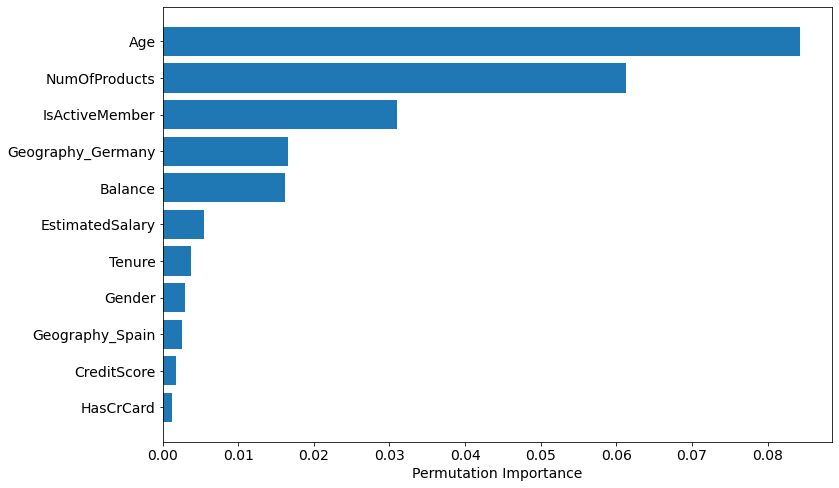 Age
NumOfProducts
IsActiveMember
Geography_Germany
Balance
EstimatedSalary
Tenure
Gender
Geography_Spain
CreditScore
HasCrCard
0.00 0.01 0.02 0.03 0.04 0.05 0.06 0.07 0.08
Permutation Importance